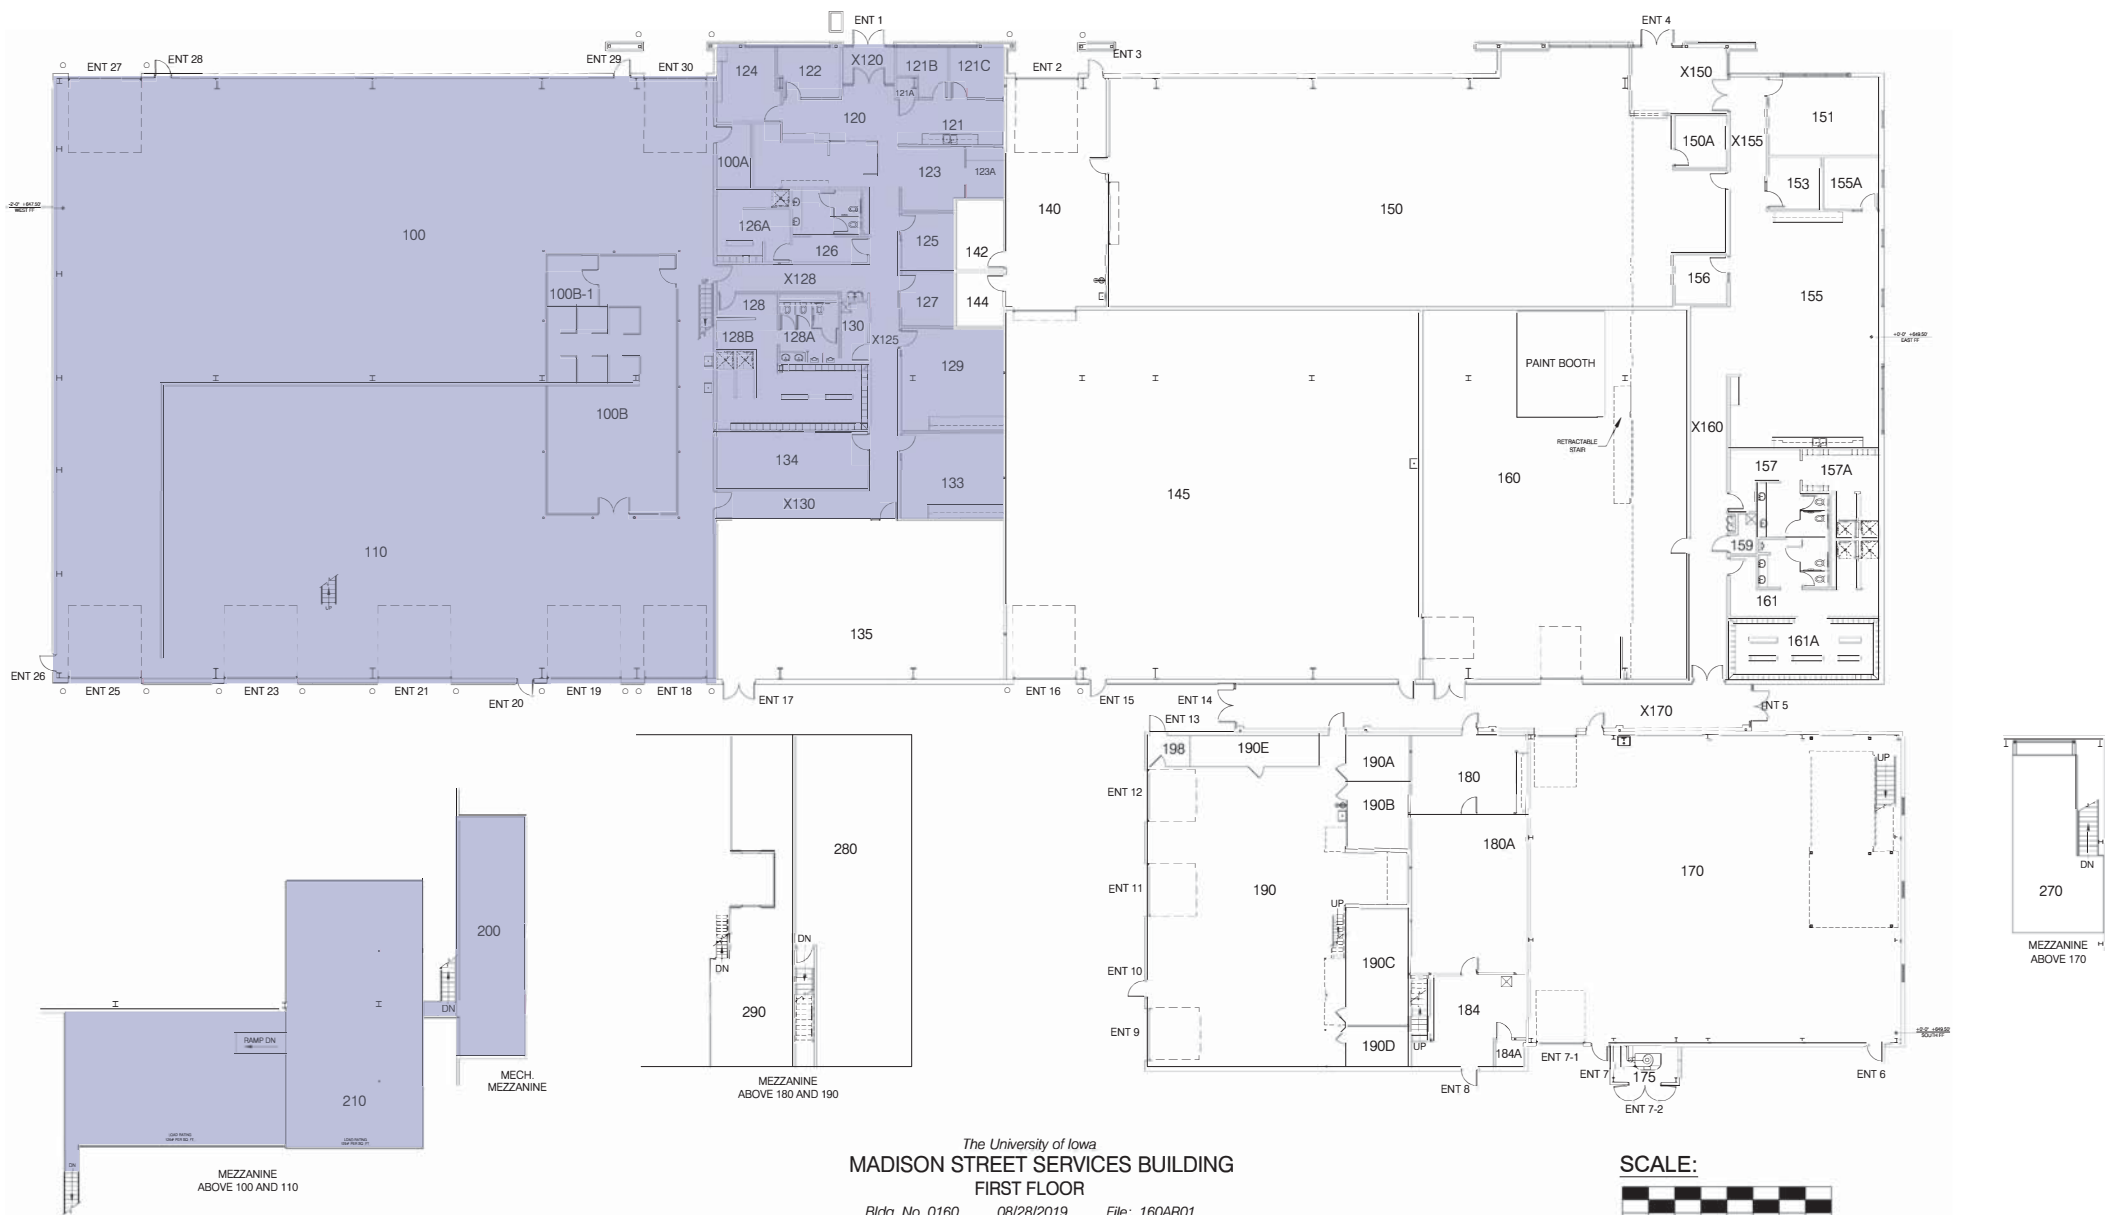 ENT 1
ENT 4
ENT 27
ENT 28
ENT 29
ENT 30
ENT 2
ENT 3
124
122
X120
121B
121C
121A
X150
120
121
151
100A
123
123A
150A
X155
153
155A
140
150
126A
126
125
142
100
X128
100B-1
128
127
144
156
155
128B
128A
130
X125
129
PAINT BOOTH
100B
RETRACTABLE
STAIR
X160
134
133
157
157A
X130
145
160
110
UP
159
135
161
161A
ENT 26
ENT 25
ENT 23
ENT 21
ENT 20
ENT 19
ENT 18
ENT 17
ENT 16
ENT 15
ENT 14
ENT 13
ENT 5
X170
198
190E
190A
180
UP
ENT 12
190B
180A
280
170
ENT 11
190
UP
DN
270
MEZZANINE
ABOVE 170
200
DN
DN
DN
290
ENT 10
190C
184
RAMP DN
ENT 9
190D
UP
184A
ENT 7-1
ENT 7
175
ENT 6
ENT 8
ENT 7-2
210
MECH.
MEZZANINE
MEZZANINE
ABOVE 180 AND 190
DN
MEZZANINE
ABOVE 100 AND 110
The University of Iowa
MADISON STREET SERVICES BUILDING
FIRST FLOOR
Bldg. No. 0160 08/28/2019 File: 160AR01
SCALE: